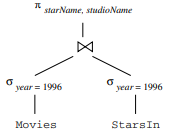 π starName, studioName
⋈
σ year = 1996 σ year = 1996
Movies StarsIn